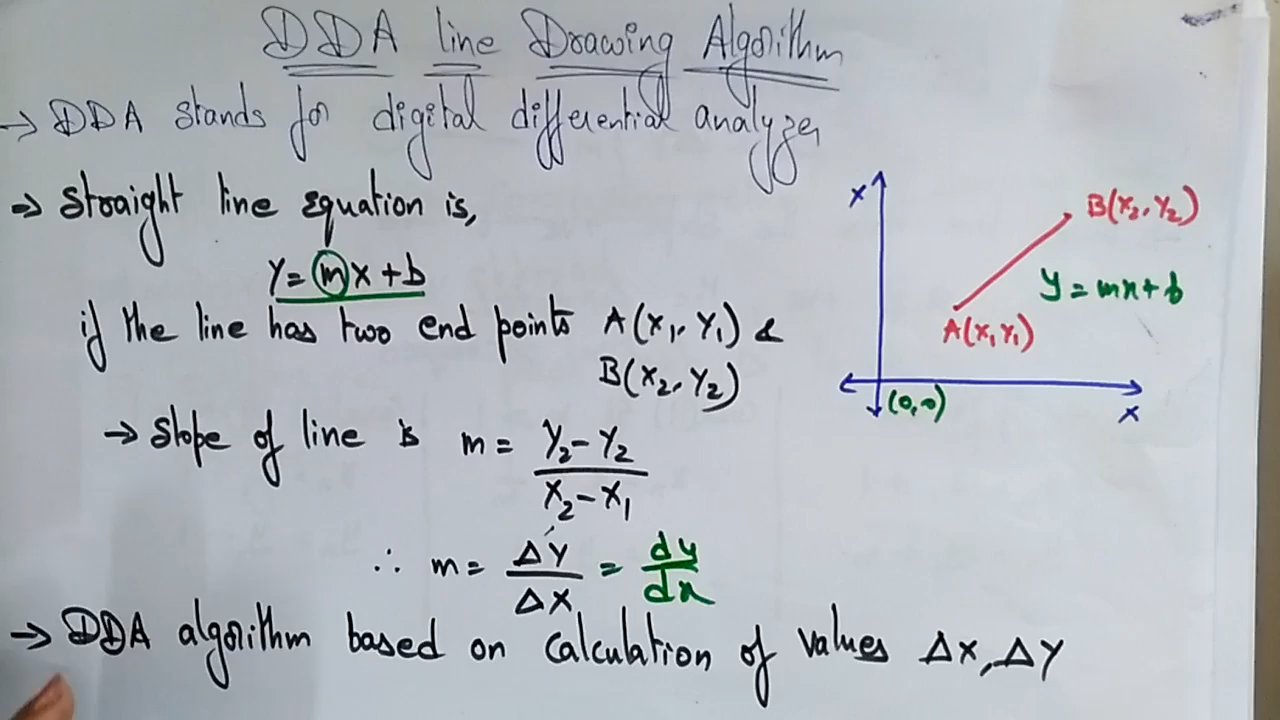 DDA line Drawing Algorithm
→ DDA stands for digital differential analyzer
→ Straight line Equation is,
Y = mx + b
if the line has two end points A(x₁, Y₁) &
B(x₂, Y₂)
→ Slope of line is m = Y₂ - Y₂
x₂ - x₁
∴ m = ΔY / Δx = dy / dx
→ DDA algorithm based on Calculation of values Δx, ΔY
x
B(x₂, Y₂)
Y = mx + b
A(x₁ Y₁)
(0,0)
x